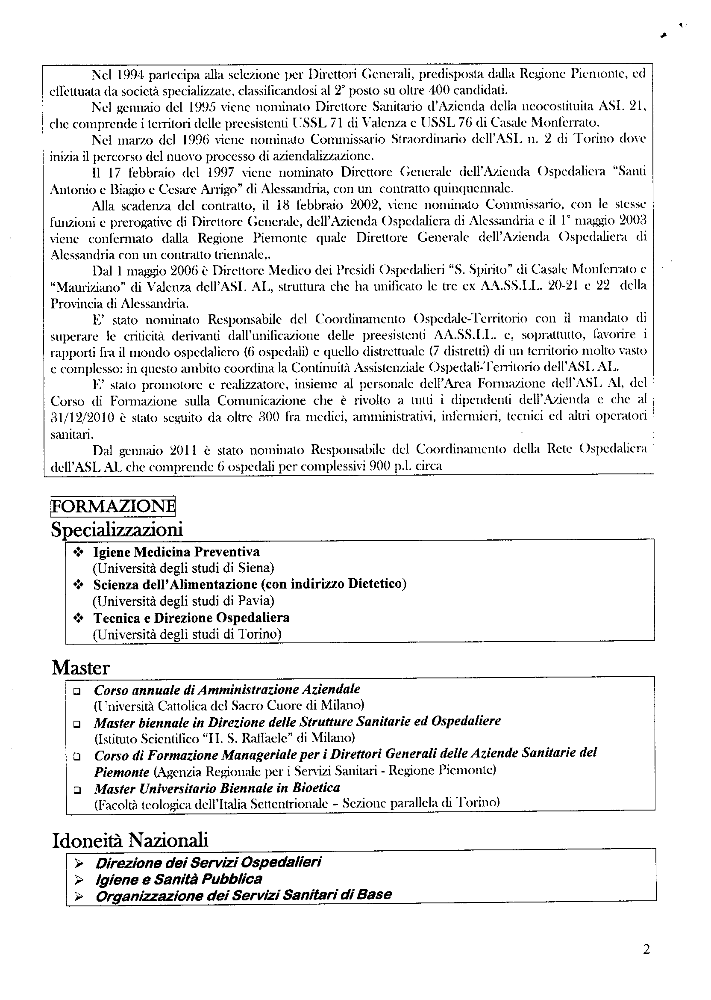 Nel 1994 partecipa alla selezione per Direttori Generali, predisposta dalla Regione Piemonte, ed
effettuata da società specializzate, classificandosi al 2° posto su oltre 400 candidati.
Nel gennaio del 1995 viene nominato Direttore Sanitario d'Azienda della neocostituita ASL 21,
che comprende i territori delle preesistenti USSL 71 di Valenza e USSL 76 di Casale Monferrato.
Nel marzo del 1996 viene nominato Commissario Straordinario dell'ASL n. 2 di Torino dove
inizia il percorso del nuovo processo di aziendalizzazione.
Il 17 febbraio del 1997 viene nominato Direttore Generale dell'Azienda Ospedaliera “Santi
Antonio e Biagio e Cesare Arrigo” di Alessandria, con un contratto quinquennale.
Alla scadenza del contratto, il 18 febbraio 2002, viene nominato Commissario, con le stesse
funzioni e prerogative di Direttore Generale, dell'Azienda Ospedaliera di Alessandria e il 1° maggio 2003
viene confermato dalla Regione Piemonte quale Direttore Generale dell'Azienda Ospedaliera di
Alessandria con un contratto triennale,.
Dal 1 maggio 2006 è Direttore Medico dei Presidi Ospedalieri “S. Spirito” di Casale Monferrato e
“Mauriziano” di Valenza dell'ASL AL, struttura che ha unificato le tre ex AA.SS.LL. 20-21 e 22 della
Provincia di Alessandria.
E' stato nominato Responsabile del Coordinamento Ospedale-Territorio con il mandato di
superare le criticità derivanti dall'unificazione delle preesistenti AA.SS.LL. e, soprattutto, favorire i
rapporti fra il mondo ospedaliero (6 ospedali) e quello distrettuale (7 distretti) di un territorio molto vasto
e complesso: in questo ambito coordina la Continuità Assistenziale Ospedali-Territorio dell'ASL AL.
E' stato promotore e realizzatore, insieme al personale dell'Area Formazione dell'ASL Al, del
Corso di Formazione sulla Comunicazione che è rivolto a tutti i dipendenti dell'Azienda e che al
31/12/2010 è stato seguito da oltre 300 fra medici, amministrativi, infermieri, tecnici ed altri operatori
sanitari.
Dal gennaio 2011 è stato nominato Responsabile del Coordinamento della Rete Ospedaliera
dell'ASL AL che comprende 6 ospedali per complessivi 900 p.l. circa
FORMAZIONE
Specializzazioni
❖ Igiene Medicina Preventiva
(Università degli studi di Siena)
❖ Scienza dell'Alimentazione (con indirizzo Dietetico)
(Università degli studi di Pavia)
❖ Tecnica e Direzione Ospedaliera
(Università degli studi di Torino)
Master
❑ Corso annuale di Amministrazione Aziendale
(Università Cattolica del Sacro Cuore di Milano)
❑ Master biennale in Direzione delle Strutture Sanitarie ed Ospedaliere
(Istituto Scientifico “H. S. Raffaele” di Milano)
❑ Corso di Formazione Manageriale per i Direttori Generali delle Aziende Sanitarie del
Piemonte (Agenzia Regionale per i Servizi Sanitari - Regione Piemonte)
❑ Master Universitario Biennale in Bioetica
(Facoltà teologica dell'Italia Settentrionale – Sezione parallela di Torino)
Idoneità Nazionali
➢ Direzione dei Servizi Ospedalieri
➢ Igiene e Sanità Pubblica
➢ Organizzazione dei Servizi Sanitari di Base
2